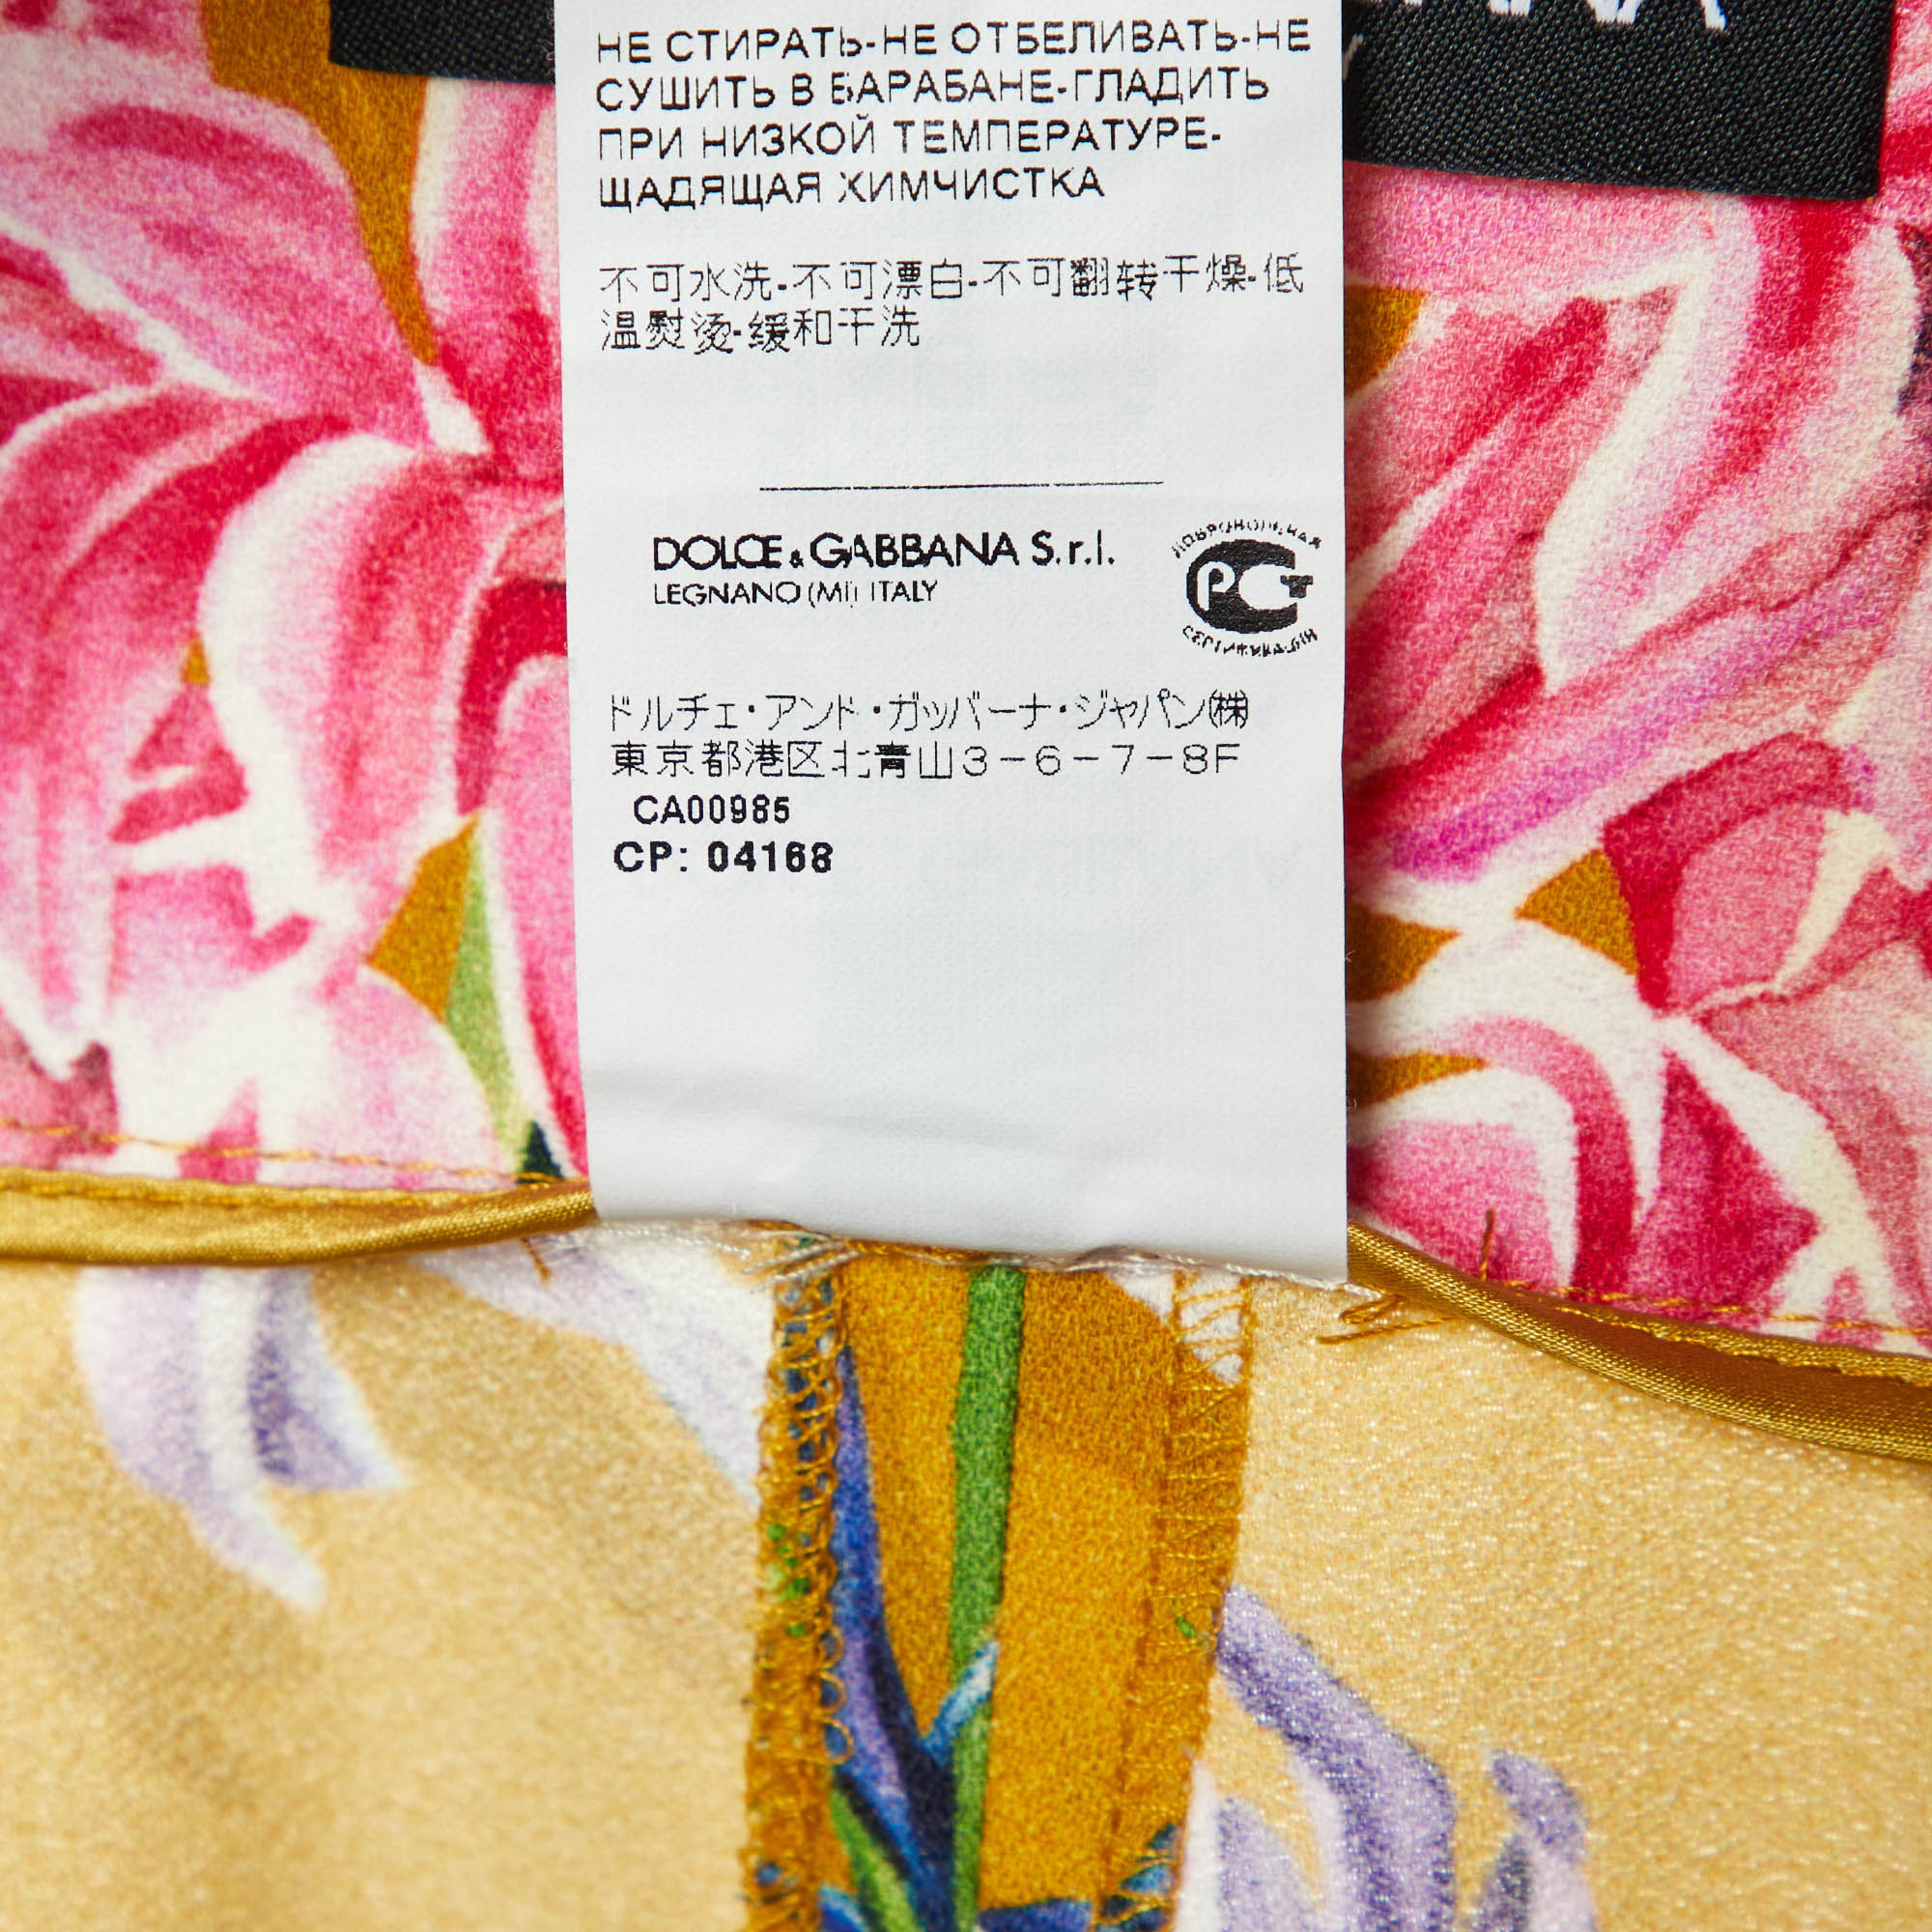 НЕ СТИРАТЬ-НЕ ОТБЕЛИВАТЬ-НЕ
СУШИТЬ В БАРАБАНЕ-ГЛАДИТЬ
ПРИ НИЗКОЙ ТЕМПЕРАТУРЕ-
ЩАДЯЩАЯ ХИМЧИСТКА
不可水洗-不可漂白-不可翻转干燥-低
温熨烫-缓和干洗
DOLCE & GABBANA S.r.l.
LEGNANO (MI) ITALY
ДОБРОВОЛЬНАЯ
РСТ
СЕРТИФИКАЦИЯ
ドルチェ・アンド・ガッバーナ・ジャパン㈱
東京都港区北青山3-6-7-8F
CA00985
CP: 04168